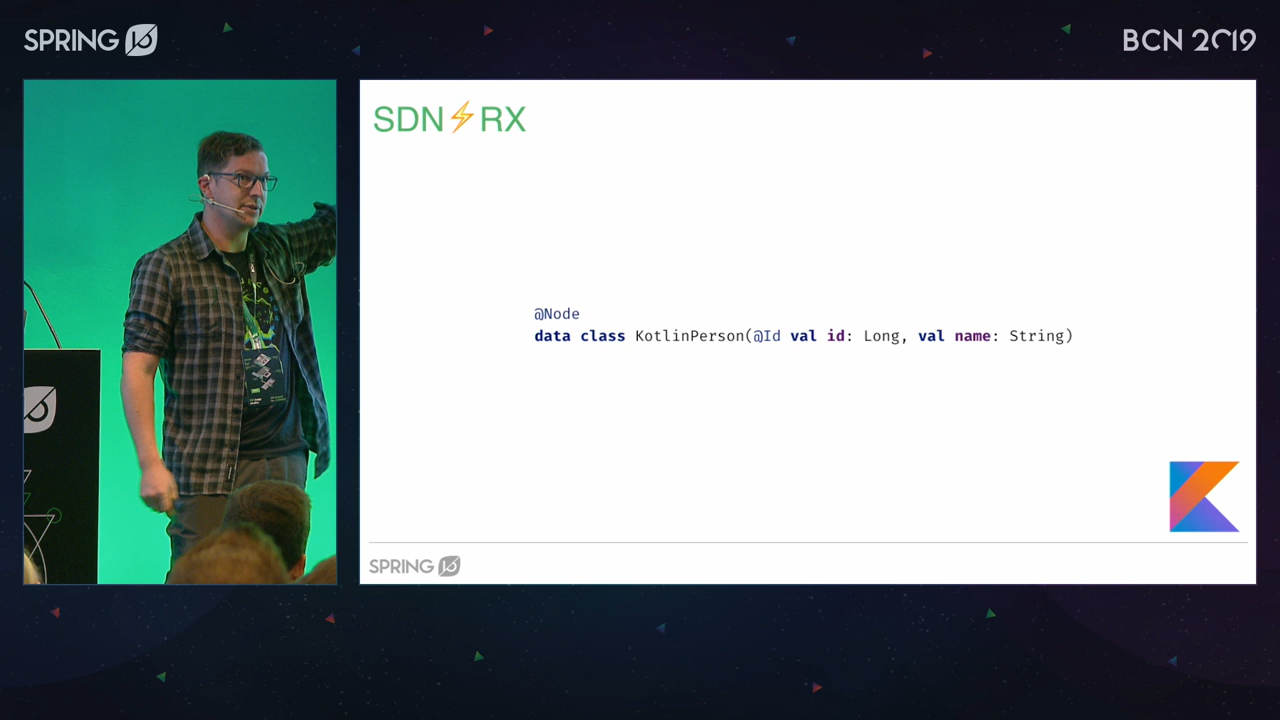 SPRING
BCN 2019
SDN⚡RX
@Node
data class KotlinPerson(@Id val id: Long, val name: String)
SPRING